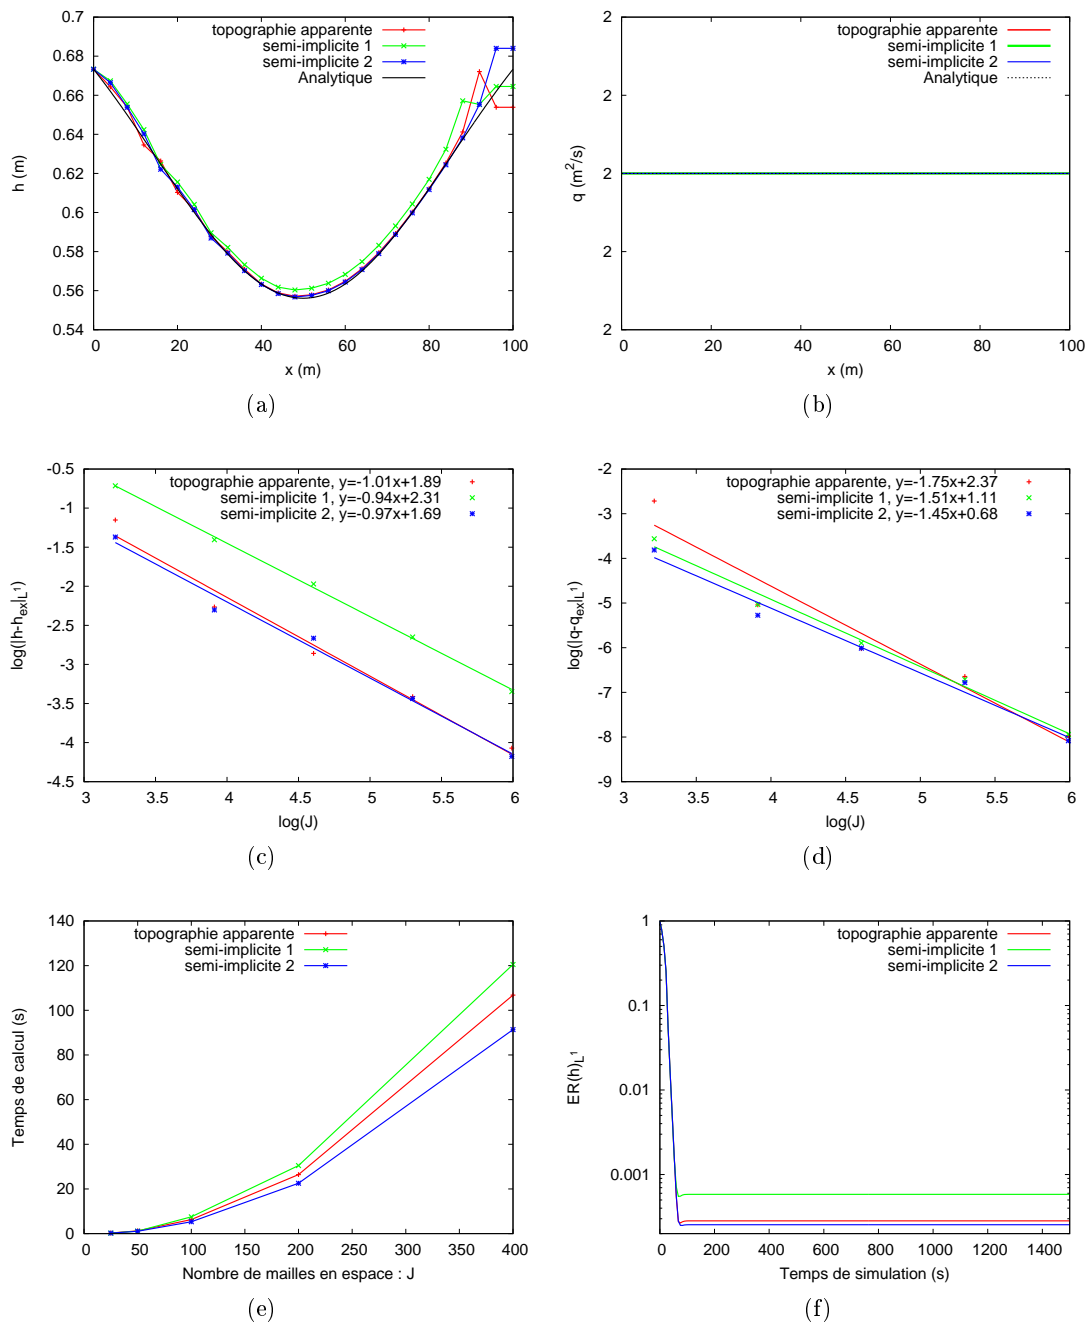 0.7
0.68
0.66
0.64
0.62
0.6
0.58
0.56
0.54
h (m)
topographie apparente
semi-implicite 1
semi-implicite 2
Analytique
0 20 40 60 80 100
x (m)
(a)
2
2
2
2
2
q (m²/s)
topographie apparente
semi-implicite 1
semi-implicite 2
Analytique
0 20 40 60 80 100
x (m)
(b)
-0.5
-1
-1.5
-2
-2.5
-3
-3.5
-4
-4.5
log(|h-hex|L1)
topographie apparente, y=-1.01x+1.89
semi-implicite 1, y=-0.94x+2.31
semi-implicite 2, y=-0.97x+1.69
3 3.5 4 4.5 5 5.5 6
log(J)
(c)
-2
-3
-4
-5
-6
-7
-8
-9
log(|q-qex|L1)
topographie apparente, y=-1.75x+2.37
semi-implicite 1, y=-1.51x+1.11
semi-implicite 2, y=-1.45x+0.68
3 3.5 4 4.5 5 5.5 6
log(J)
(d)
140
120
100
80
60
40
20
0
Temps de calcul (s)
topographie apparente
semi-implicite 1
semi-implicite 2
0 50 100 150 200 250 300 350 400
Nombre de mailles en espace : J
(e)
1
0.1
0.01
0.001
ER(h)L1
topographie apparente
semi-implicite 1
semi-implicite 2
0 200 400 600 800 1000 1200 1400
Temps de simulation (s)
(f)